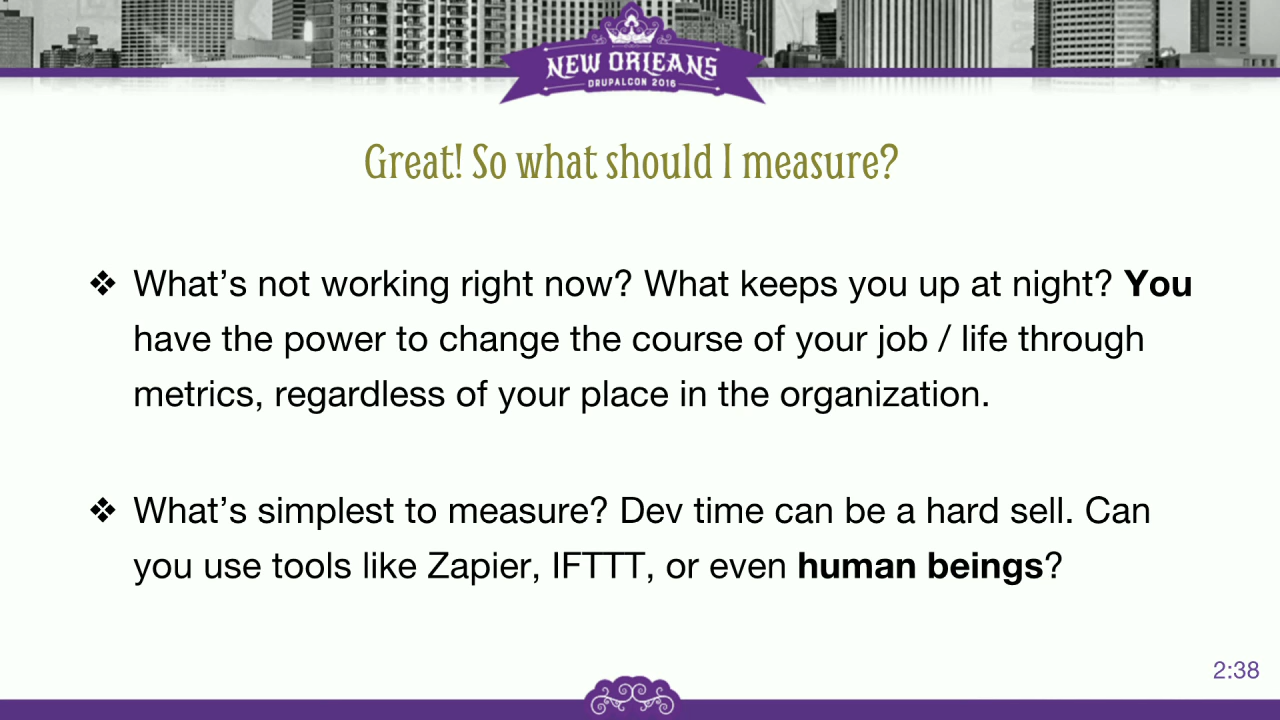 NEW ORLEANS
DRUPALCON 2016
Great! So what should I measure?
❖ What’s not working right now? What keeps you up at night? You
have the power to change the course of your job / life through
metrics, regardless of your place in the organization.
❖ What’s simplest to measure? Dev time can be a hard sell. Can
you use tools like Zapier, IFTTT, or even human beings?
2:38